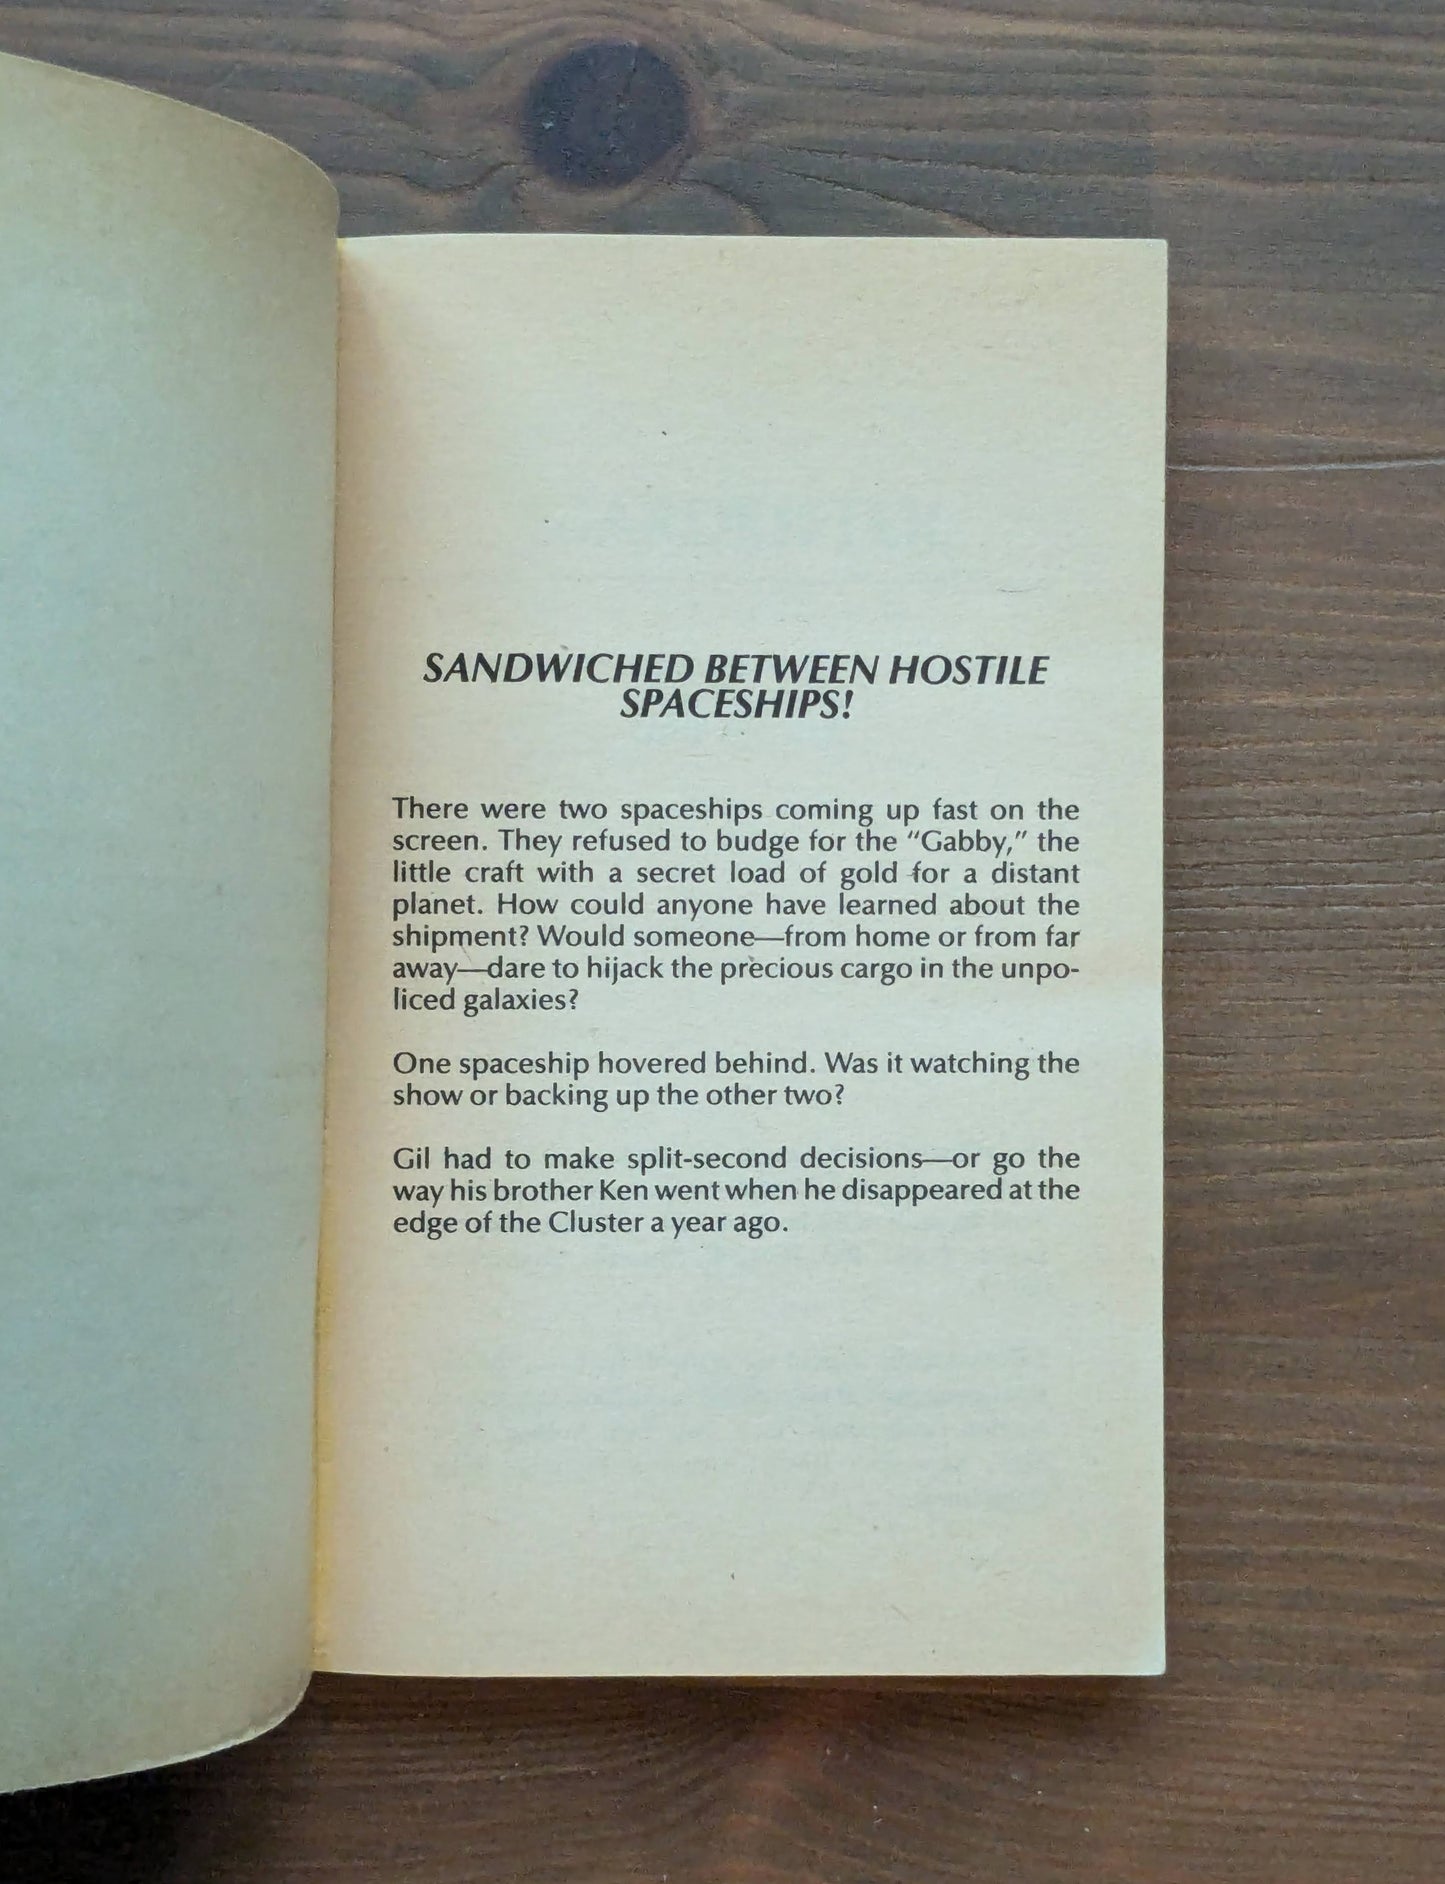 SANDWICHED BETWEEN HOSTILE
SPACESHIPS!
There were two spaceships coming up fast on the
screen. They refused to budge for the “Gabby,” the
little craft with a secret load of gold for a distant
planet. How could anyone have learned about the
shipment? Would someone—from home or from far
away—dare to hijack the precious cargo in the unpo-
liced galaxies?
One spaceship hovered behind. Was it watching the
show or backing up the other two?
Gil had to make split-second decisions—or go the
way his brother Ken went when he disappeared at the
edge of the Cluster a year ago.